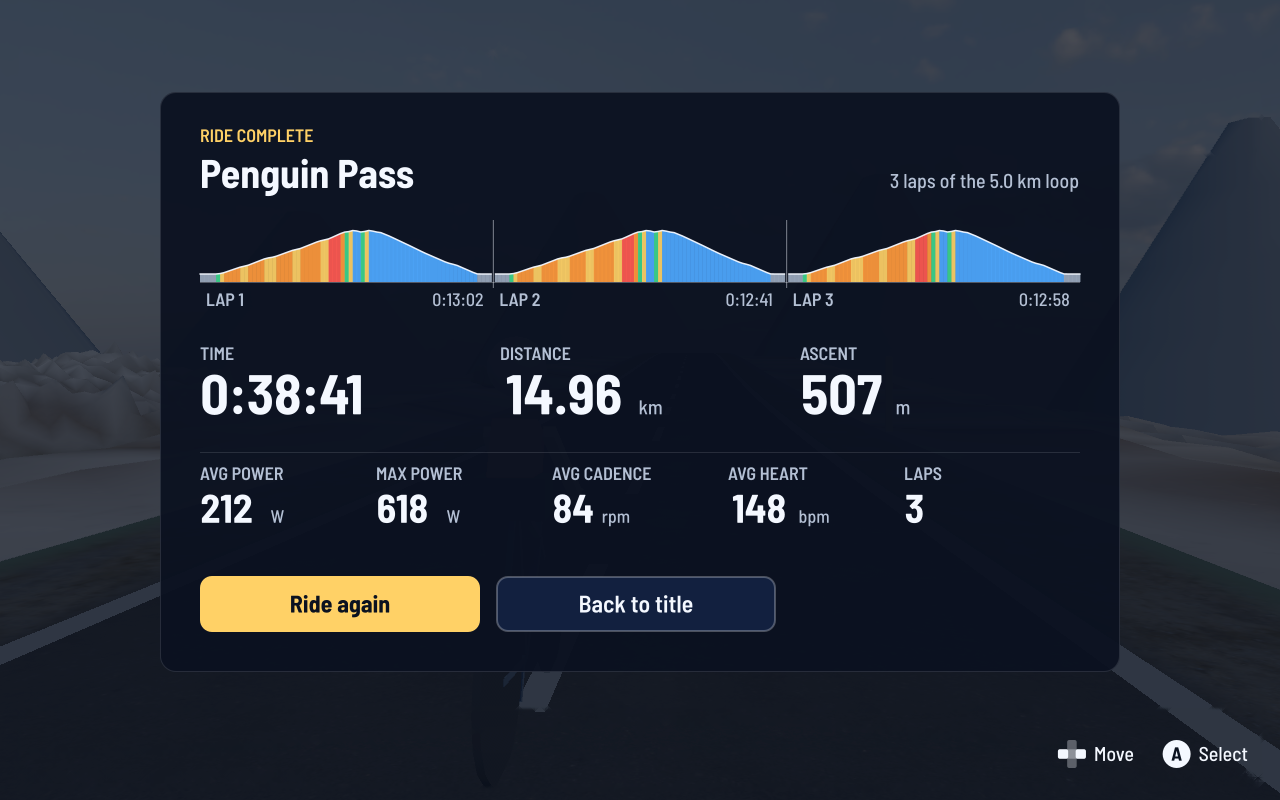 RIDE COMPLETE
Penguin Pass
3 laps of the 5.0 km loop
LAP 1 0:13:02 LAP 2 0:12:41 LAP 3 0:12:58
TIME DISTANCE ASCENT
0:38:41 14.96 km 507 m
AVG POWER MAX POWER AVG CADENCE AVG HEART LAPS
212 W 618 W 84 rpm 148 bpm 3
Ride again Back to title
Move A Select